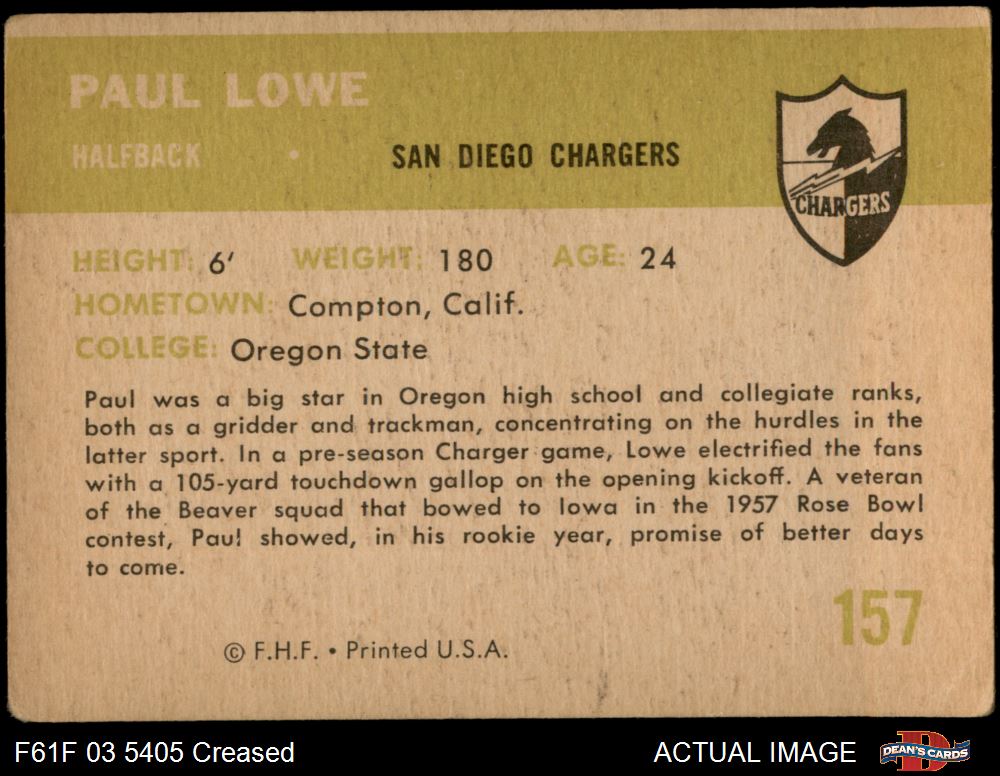 PAUL LOWE
HALFBACK • SAN DIEGO CHARGERS
CHARGERS
HEIGHT: 6' WEIGHT: 180 AGE: 24
HOMETOWN: Compton, Calif.
COLLEGE: Oregon State
Paul was a big star in Oregon high school and collegiate ranks,
both as a gridder and trackman, concentrating on the hurdles in the
latter sport. In a pre-season Charger game, Lowe electrified the fans
with a 105-yard touchdown gallop on the opening kickoff. A veteran
of the Beaver squad that bowed to Iowa in the 1957 Rose Bowl
contest, Paul showed, in his rookie year, promise of better days
to come.
157
© F.H.F. • Printed U.S.A.
F61F 03 5405 Creased
ACTUAL IMAGE
D
DEAN'S CARDS